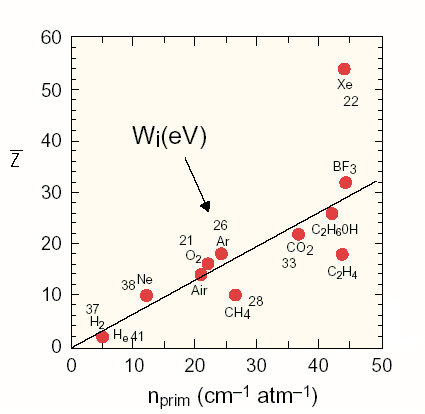 60
Xe
50
22
40
Wi(eV)
Z̅
BF3
30
26
21
Ar
C2H60H
O2
20
CO2
33
C2H4
38 Ne
Air
10
28
CH4
37
H2
He 41
0
0 10 20 30 40 50
nprim (cm–1 atm–1)